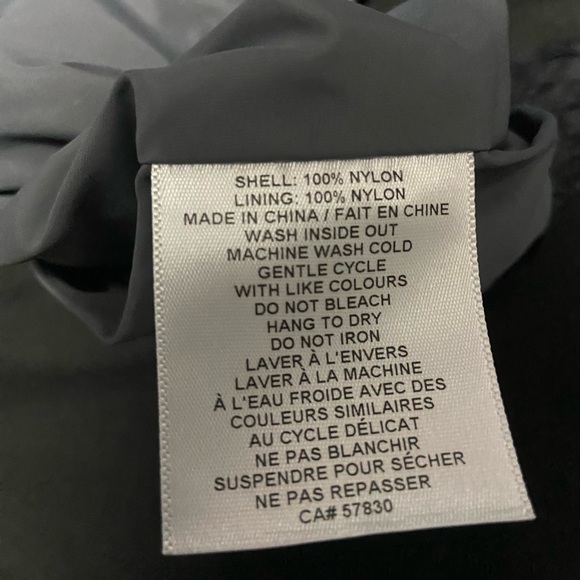 SHELL: 100% NYLON
LINING: 100% NYLON
MADE IN CHINA / FAIT EN CHINE
WASH INSIDE OUT
MACHINE WASH COLD
GENTLE CYCLE
WITH LIKE COLOURS
DO NOT BLEACH
HANG TO DRY
DO NOT IRON
LAVER À L'ENVERS
LAVER À LA MACHINE
À L'EAU FROIDE AVEC DES
COULEURS SIMILAIRES
AU CYCLE DÉLICAT
NE PAS BLANCHIR
SUSPENDRE POUR SÉCHER
NE PAS REPASSER
CA# 57830